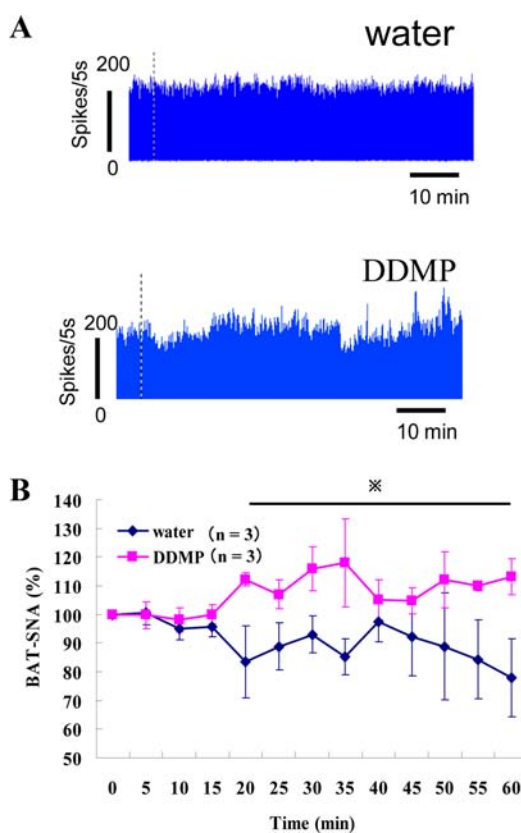 A
water
Spikes/5s
200
0
10 min
DDMP
Spikes/5s
200
0
10 min
B
※
140
130
120
110
100
90
80
70
60
50
BAT-SNA (%)
water (n = 3)
DDMP (n = 3)
0 5 10 15 20 25 30 35 40 45 50 55 60
Time (min)